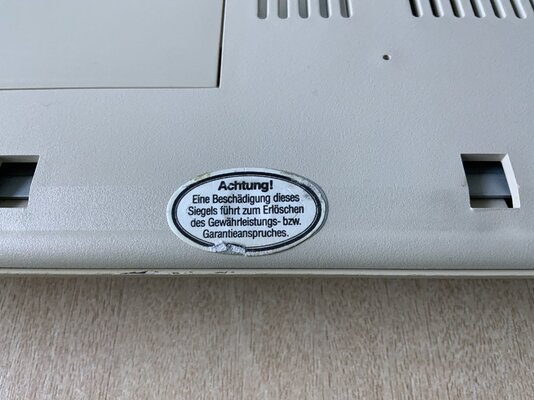 Achtung!
Eine Beschädigung dieses
Siegels führt zum Erlöschen
des Gewährleistungs- bzw.
Garantieanspruches.